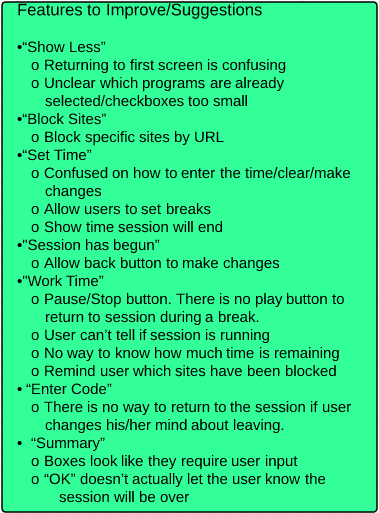 Features to Improve/Suggestions
•“Show Less”
o Returning to first screen is confusing
o Unclear which programs are already
selected/checkboxes too small
•“Block Sites”
o Block specific sites by URL
•“Set Time”
o Confused on how to enter the time/clear/make
changes
o Allow users to set breaks
o Show time session will end
•"Session has begun”
o Allow back button to make changes
•"Work Time”
o Pause/Stop button. There is no play button to
return to session during a break.
o User can’t tell if session is running
o No way to know how much time is remaining
o Remind user which sites have been blocked
• “Enter Code”
o There is no way to return to the session if user
changes his/her mind about leaving.
• “Summary”
o Boxes look like they require user input
o “OK” doesn’t actually let the user know the
session will be over